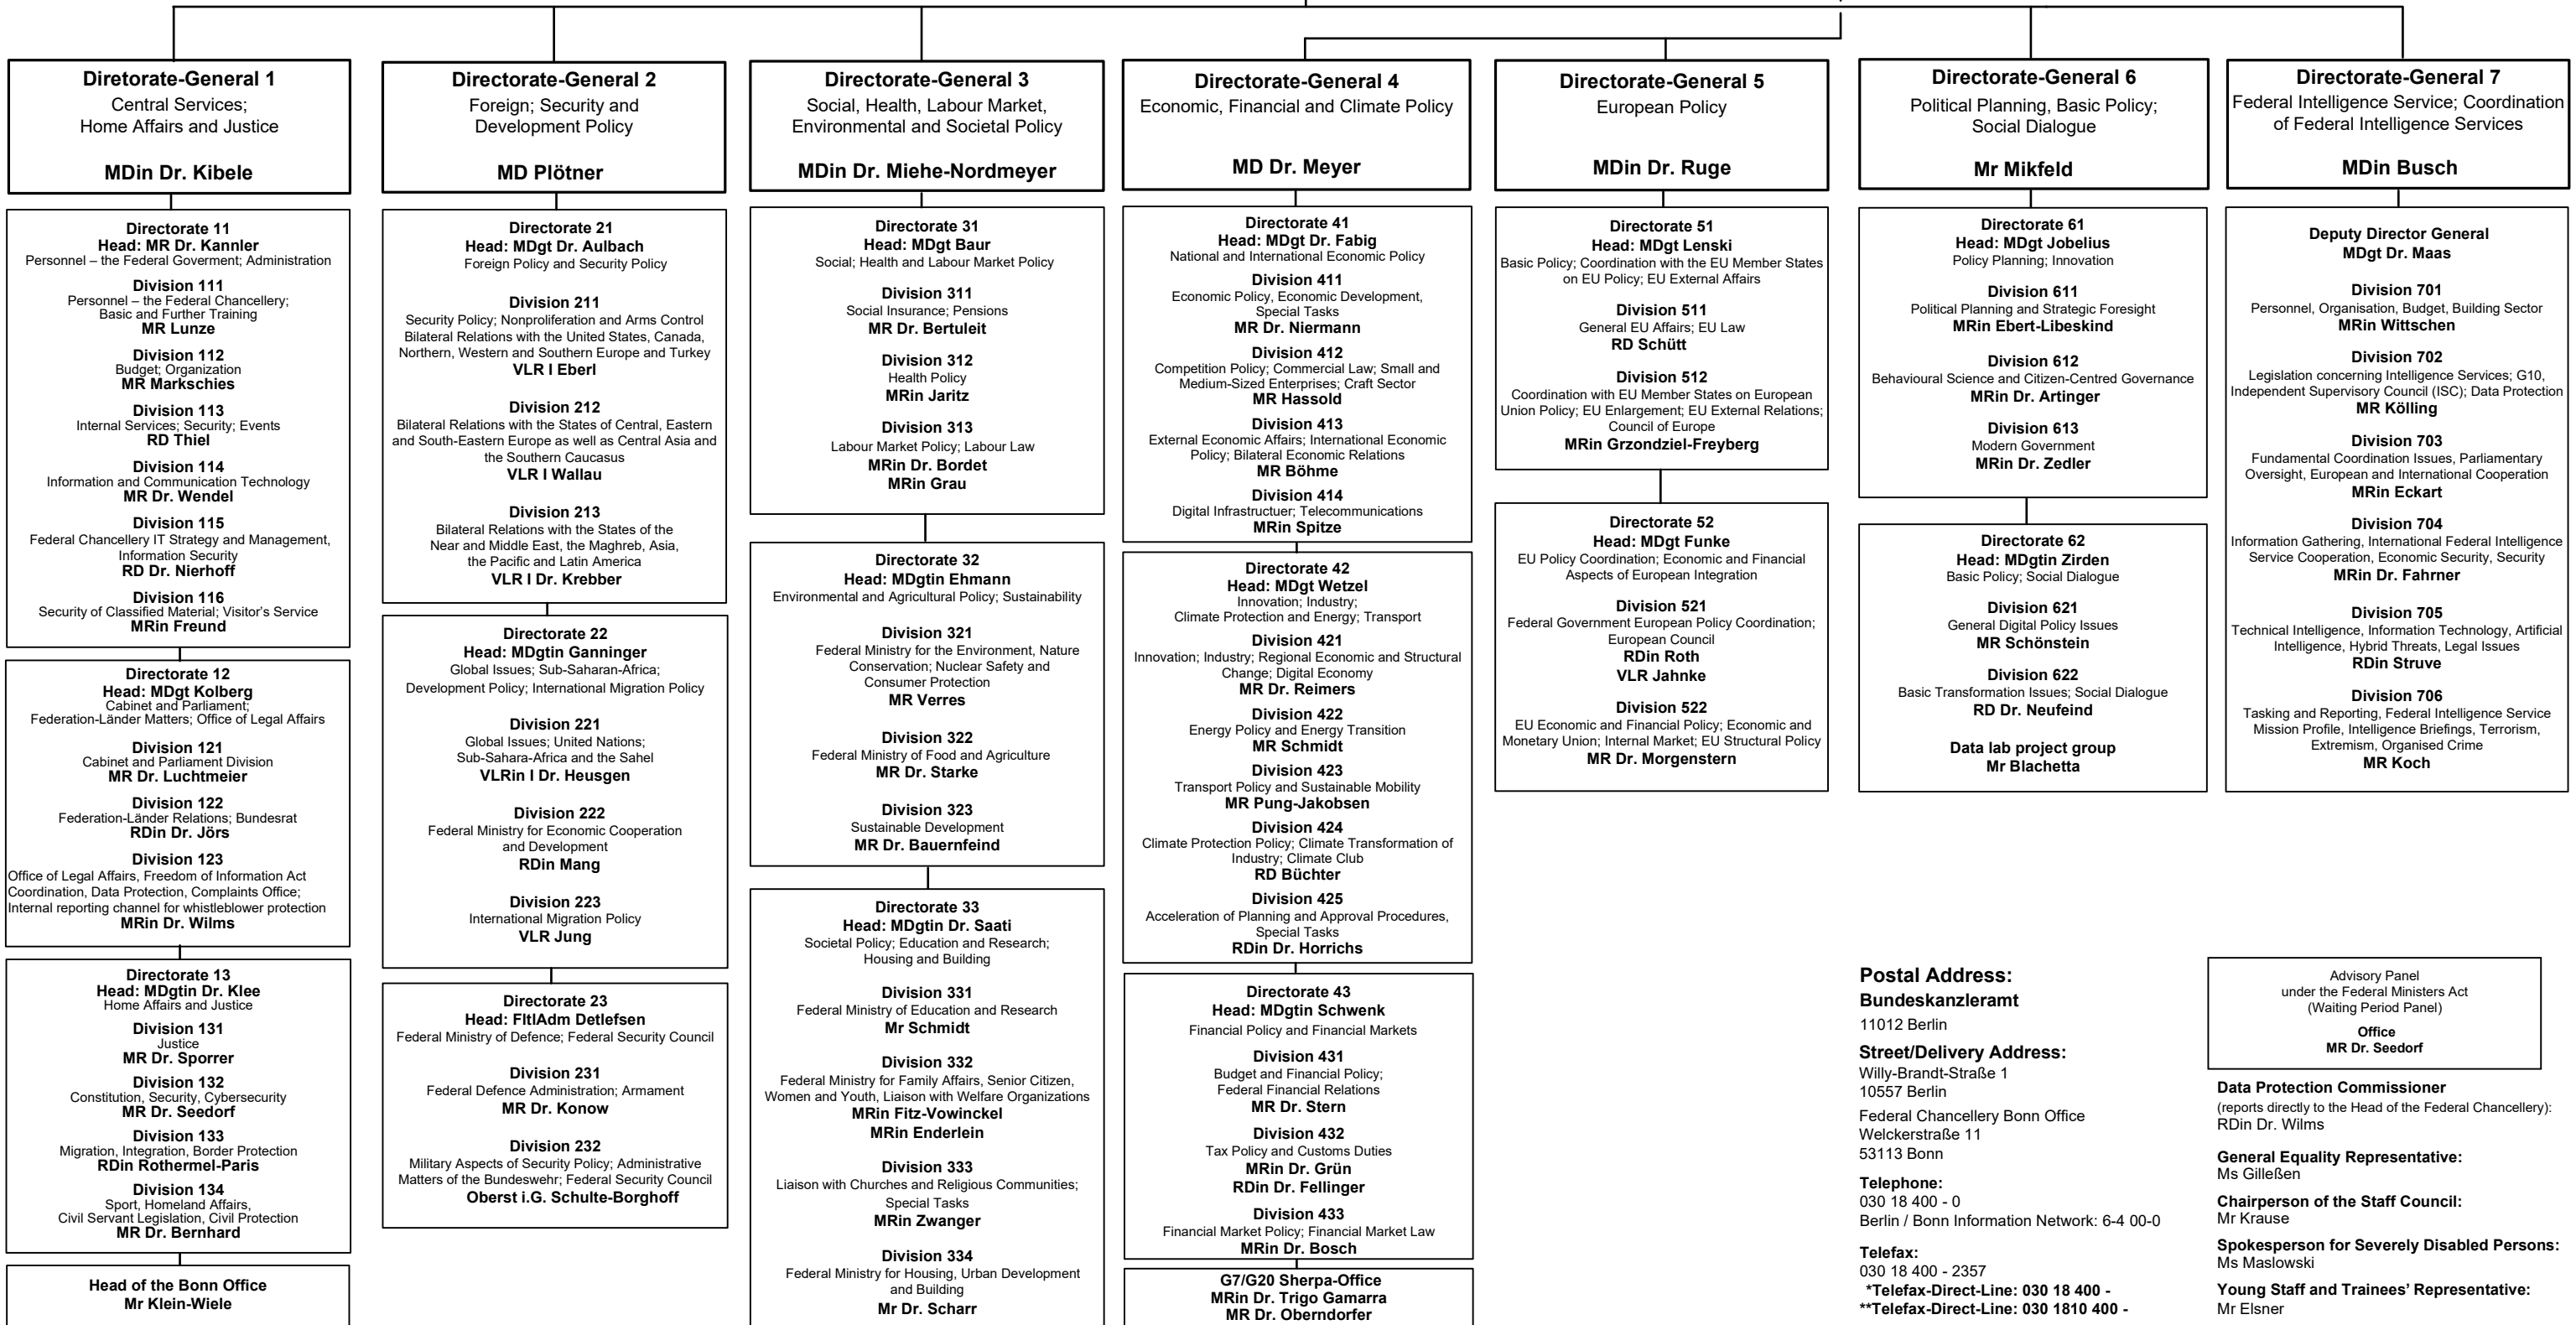 Diretorate-General 1
Central Services;
Home Affairs and Justice
MDin Dr. Kibele
Directorate 11
Head: MR Dr. Kannler
Personnel – the Federal Goverment; Administration
Division 111
Personnel – the Federal Chancellery;
Basic and Further Training
MR Lunze
Division 112
Budget; Organization
MR Markschies
Division 113
Internal Services; Security; Events
RD Thiel
Division 114
Information and Communication Technology
MR Dr. Wendel
Division 115
Federal Chancellery IT Strategy and Management,
Information Security
RD Dr. Nierhoff
Division 116
Security of Classified Material; Visitor's Service
MRin Freund
Directorate 12
Head: MDgt Kolberg
Cabinet and Parliament;
Federation-Länder Matters; Office of Legal Affairs
Division 121
Cabinet and Parliament Division
MR Dr. Luchtmeier
Division 122
Federation-Länder Relations; Bundesrat
RDin Dr. Jörs
Division 123
Office of Legal Affairs, Freedom of Information Act
Coordination, Data Protection, Complaints Office;
Internal reporting channel for whistleblower protection
MRin Dr. Wilms
Directorate 13
Head: MDgtin Dr. Klee
Home Affairs and Justice
Division 131
Justice
MR Dr. Sporrer
Division 132
Constitution, Security, Cybersecurity
MR Dr. Seedorf
Division 133
Migration, Integration, Border Protection
RDin Rothermel-Paris
Division 134
Sport, Homeland Affairs,
Civil Servant Legislation, Civil Protection
MR Dr. Bernhard
Head of the Bonn Office
Mr Klein-Wiele
Directorate-General 2
Foreign; Security and
Development Policy
MD Plötner
Directorate 21
Head: MDgt Dr. Aulbach
Foreign Policy and Security Policy
Division 211
Security Policy; Nonproliferation and Arms Control
Bilateral Relations with the United States, Canada,
Northern, Western and Southern Europe and Turkey
VLR I Eberl
Division 212
Bilateral Relations with the States of Central, Eastern
and South-Eastern Europe as well as Central Asia and
the Southern Caucasus
VLR I Wallau
Division 213
Bilateral Relations with the States of the
Near and Middle East, the Maghreb, Asia,
the Pacific and Latin America
VLR I Dr. Krebber
Directorate 22
Head: MDgtin Ganninger
Global Issues; Sub-Saharan-Africa;
Development Policy; International Migration Policy
Division 221
Global Issues; United Nations;
Sub-Sahara-Africa and the Sahel
VLRin I Dr. Heusgen
Division 222
Federal Ministry for Economic Cooperation
and Development
RDin Mang
Division 223
International Migration Policy
VLR Jung
Directorate 23
Head: FltlAdm Detlefsen
Federal Ministry of Defence; Federal Security Council
Division 231
Federal Defence Administration; Armament
MR Dr. Konow
Division 232
Military Aspects of Security Policy; Administrative
Matters of the Bundeswehr; Federal Security Council
Oberst i.G. Schulte-Borghoff
Directorate-General 3
Social, Health, Labour Market,
Environmental and Societal Policy
MDin Dr. Miehe-Nordmeyer
Directorate 31
Head: MDgt Baur
Social; Health and Labour Market Policy
Division 311
Social Insurance; Pensions
MR Dr. Bertuleit
Division 312
Health Policy
MRin Jaritz
Division 313
Labour Market Policy; Labour Law
MRin Dr. Bordet
MRin Grau
Directorate 32
Head: MDgtin Ehmann
Environmental and Agricultural Policy; Sustainability
Division 321
Federal Ministry for the Environment, Nature
Conservation; Nuclear Safety and
Consumer Protection
MR Verres
Division 322
Federal Ministry of Food and Agriculture
MR Dr. Starke
Division 323
Sustainable Development
MR Dr. Bauernfeind
Directorate 33
Head: MDgtin Dr. Saati
Societal Policy; Education and Research;
Housing and Building
Division 331
Federal Ministry of Education and Research
Mr Schmidt
Division 332
Federal Ministry for Family Affairs, Senior Citizen,
Women and Youth, Liaison with Welfare Organizations
MRin Fitz-Vowinckel
MRin Enderlein
Division 333
Liaison with Churches and Religious Communities;
Special Tasks
MRin Zwanger
Division 334
Federal Ministry for Housing, Urban Development
and Building
Mr Dr. Scharr
Directorate-General 4
Economic, Financial and Climate Policy
MD Dr. Meyer
Directorate 41
Head: MDgt Dr. Fabig
National and International Economic Policy
Division 411
Economic Policy, Economic Development,
Special Tasks
MR Dr. Niermann
Division 412
Competition Policy; Commercial Law; Small and
Medium-Sized Enterprises; Craft Sector
MR Hassold
Division 413
External Economic Affairs; International Economic
Policy; Bilateral Economic Relations
MR Böhme
Division 414
Digital Infrastructuer; Telecommunications
MRin Spitze
Directorate 42
Head: MDgt Wetzel
Innovation; Industry;
Climate Protection and Energy; Transport
Division 421
Innovation; Industry; Regional Economic and Structural
Change; Digital Economy
MR Dr. Reimers
Division 422
Energy Policy and Energy Transition
MR Schmidt
Division 423
Transport Policy and Sustainable Mobility
MR Pung-Jakobsen
Division 424
Climate Protection Policy; Climate Transformation of
Industry; Climate Club
RD Büchter
Division 425
Acceleration of Planning and Approval Procedures,
Special Tasks
RDin Dr. Horrichs
Directorate 43
Head: MDgtin Schwenk
Financial Policy and Financial Markets
Division 431
Budget and Financial Policy;
Federal Financial Relations
MR Dr. Stern
Division 432
Tax Policy and Customs Duties
MRin Dr. Grün
RDin Dr. Fellinger
Division 433
Financial Market Policy; Financial Market Law
MRin Dr. Bosch
G7/G20 Sherpa-Office
MRin Dr. Trigo Gamarra
MR Dr. Oberndorfer
Directorate-General 5
European Policy
MDin Dr. Ruge
Directorate 51
Head: MDgt Lenski
Basic Policy; Coordination with the EU Member States
on EU Policy; EU External Affairs
Division 511
General EU Affairs; EU Law
RD Schütt
Division 512
Coordination with EU Member States on European
Union Policy; EU Enlargement; EU External Relations;
Council of Europe
MRin Grzondziel-Freyberg
Directorate 52
Head: MDgt Funke
EU Policy Coordination; Economic and Financial
Aspects of European Integration
Division 521
Federal Government European Policy Coordination;
European Council
RDin Roth
VLR Jahnke
Division 522
EU Economic and Financial Policy; Economic and
Monetary Union; Internal Market; EU Structural Policy
MR Dr. Morgenstern
Directorate-General 6
Political Planning, Basic Policy;
Social Dialogue
Mr Mikfeld
Directorate 61
Head: MDgt Jobelius
Policy Planning; Innovation
Division 611
Political Planning and Strategic Foresight
MRin Ebert-Libeskind
Division 612
Behavioural Science and Citizen-Centred Governance
MRin Dr. Artinger
Division 613
Modern Government
MRin Dr. Zedler
Directorate 62
Head: MDgtin Zirden
Basic Policy; Social Dialogue
Division 621
General Digital Policy Issues
MR Schönstein
Division 622
Basic Transformation Issues; Social Dialogue
RD Dr. Neufeind
Data lab project group
Mr Blachetta
Directorate-General 7
Federal Intelligence Service; Coordination
of Federal Intelligence Services
MDin Busch
Deputy Director General
MDgt Dr. Maas
Division 701
Personnel, Organisation, Budget, Building Sector
MRin Wittschen
Division 702
Legislation concerning Intelligence Services; G10,
Independent Supervisory Council (ISC); Data Protection
MR Kölling
Division 703
Fundamental Coordination Issues, Parliamentary
Oversight, European and International Cooperation
MRin Eckart
Division 704
Information Gathering, International Federal Intelligence
Service Cooperation, Economic Security, Security
MRin Dr. Fahrner
Division 705
Technical Intelligence, Information Technology, Artificial
Intelligence, Hybrid Threats, Legal Issues
RDin Struve
Division 706
Tasking and Reporting, Federal Intelligence Service
Mission Profile, Intelligence Briefings, Terrorism,
Extremism, Organised Crime
MR Koch
Postal Address:
Bundeskanzleramt
11012 Berlin
Street/Delivery Address:
Willy-Brandt-Straße 1
10557 Berlin
Federal Chancellery Bonn Office
Welckerstraße 11
53113 Bonn
Telephone:
030 18 400 - 0
Berlin / Bonn Information Network: 6-4 00-0
Telefax:
030 18 400 - 2357
*Telefax-Direct-Line: 030 18 400 -
**Telefax-Direct-Line: 030 1810 400 -
Advisory Panel
under the Federal Ministers Act
(Waiting Period Panel)
Office
MR Dr. Seedorf
Data Protection Commissioner
(reports directly to the Head of the Federal Chancellery):
RDin Dr. Wilms
General Equality Representative:
Ms Gilleßen
Chairperson of the Staff Council:
Mr Krause
Spokesperson for Severely Disabled Persons:
Ms Maslowski
Young Staff and Trainees' Representative:
Mr Elsner